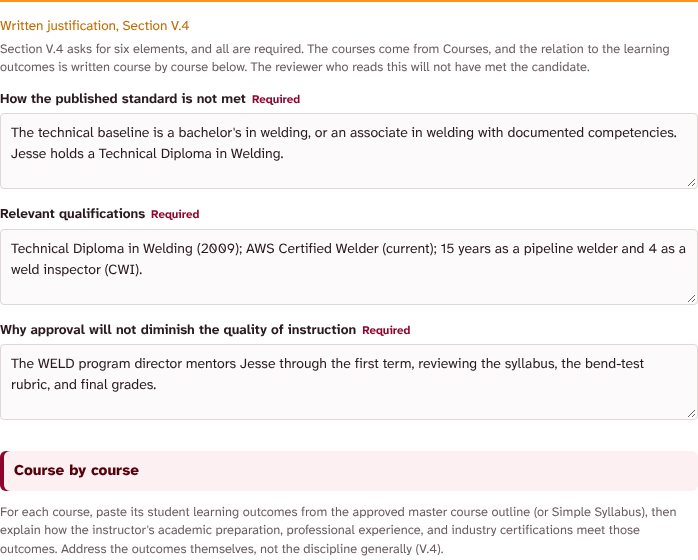 Written justification, Section V.4
Section V.4 asks for six elements, and all are required. The courses come from Courses, and the relation to the learning
outcomes is written course by course below. The reviewer who reads this will not have met the candidate.
How the published standard is not met Required
The technical baseline is a bachelor's in welding, or an associate in welding with documented competencies.
Jesse holds a Technical Diploma in Welding.
Relevant qualifications Required
Technical Diploma in Welding (2009); AWS Certified Welder (current); 15 years as a pipeline welder and 4 as a
weld inspector (CWI).
Why approval will not diminish the quality of instruction Required
The WELD program director mentors Jesse through the first term, reviewing the syllabus, the bend-test
rubric, and final grades.
Course by course
For each course, paste its student learning outcomes from the approved master course outline (or Simple Syllabus), then
explain how the instructor's academic preparation, professional experience, and industry certifications meet those
outcomes. Address the outcomes themselves, not the discipline generally (V.4).